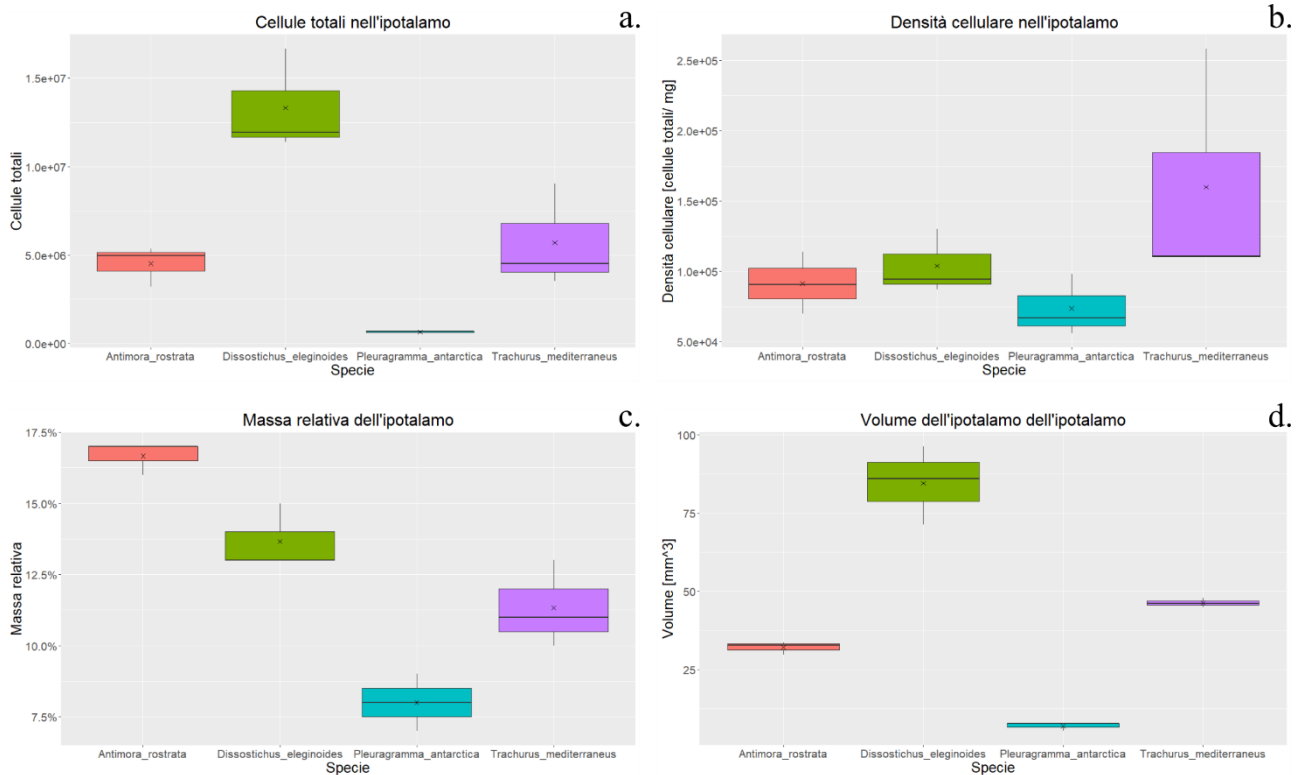 Cellule totali nell'ipotalamo
a.
Cellule totali
1.5e+07
1.0e+07
5.0e+06
0.0e+00
Antimora_rostrata Dissostichus_eleginoides Pleuragramma_antarctica Trachurus_mediterraneus
Specie
Densità cellulare nell'ipotalamo
b.
Densità cellulare [cellule totali/ mg]
2.5e+05
2.0e+05
1.5e+05
1.0e+05
5.0e+04
Antimora_rostrata Dissostichus_eleginoides Pleuragramma_antarctica Trachurus_mediterraneus
Specie
Massa relativa dell'ipotalamo
c.
Massa relativa
17.5%
15.0%
12.5%
10.0%
7.5%
Antimora_rostrata Dissostichus_eleginoides Pleuragramma_antarctica Trachurus_mediterraneus
Specie
Volume dell'ipotalamo dell'ipotalamo
d.
Volume [mm^3]
100
75
50
25
Antimora_rostrata Dissostichus_eleginoides Pleuragramma_antarctica Trachurus_mediterraneus
Specie